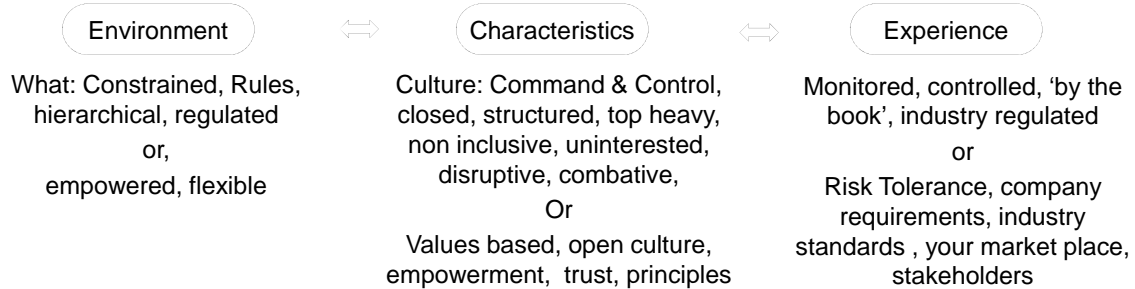 Environment
What: Constrained, Rules,
hierarchical, regulated
or,
empowered, flexible
Characteristics
Culture: Command & Control,
closed, structured, top heavy,
non inclusive, uninterested,
disruptive, combative,
Or
Values based, open culture,
empowerment, trust, principles
Experience
Monitored, controlled, ‘by the
book’, industry regulated
or
Risk Tolerance, company
requirements, industry
standards , your market place,
stakeholders